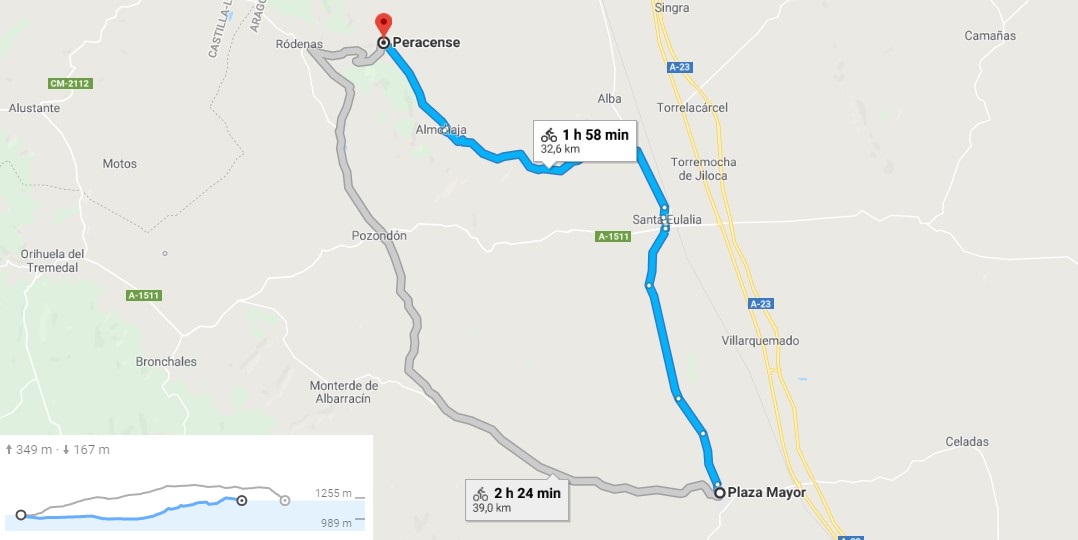 Singra
CASTILLA-L
ARAGÓ
Ródenas
Peracense
Camañas
A-23
CM-2112
Alustante
Alba
Torrelacárcel
Almohaja
1 h 58 min
32,6 km
Motos
Torremocha
de Jiloca
Santa Eulalia
Pozondón
A-1511
Orihuela del
Tremedal
A-1511
A-23
Villarquemado
Bronchales
Monterde de
Albarracín
Celadas
349 m · 167 m
2 h 24 min
39,0 km
Plaza Mayor
1255 m
989 m